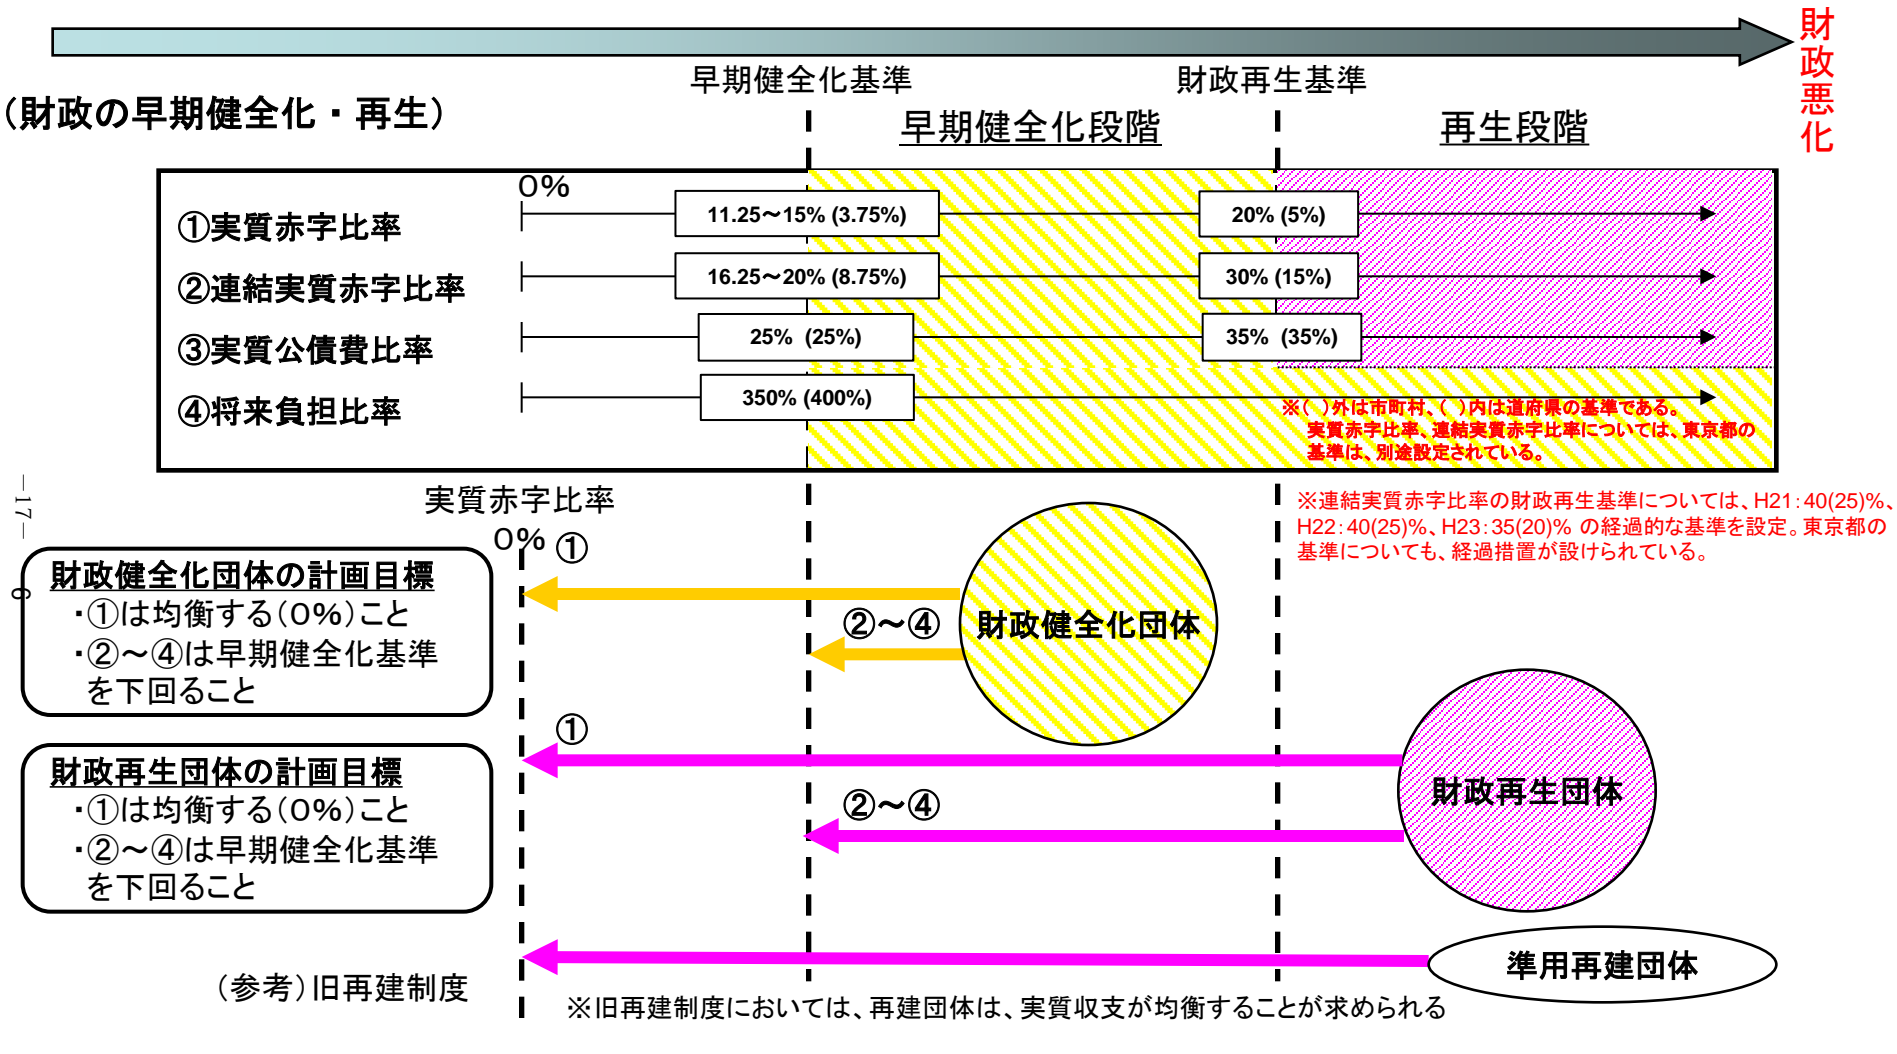 財政悪化
早期健全化基準
財政再生基準
(財政の早期健全化・再生)
早期健全化段階
再生段階
0%
①実質赤字比率
11.25～15% (3.75%)
20% (5%)
②連結実質赤字比率
16.25～20% (8.75%)
30% (15%)
③実質公債費比率
25% (25%)
35% (35%)
④将来負担比率
350% (400%)
※( )外は市町村、( )内は道府県の基準である。
実質赤字比率、連結実質赤字比率については、東京都の
基準は、別途設定されている。
※連結実質赤字比率の財政再生基準については、H21:40(25)%、
H22:40(25)%、H23:35(20)% の経過的な基準を設定。東京都の
基準についても、経過措置が設けられている。
実質赤字比率
0%
①
財政健全化団体の計画目標
・①は均衡する(0%)こと
・②～④は早期健全化基準
を下回ること
②～④
財政健全化団体
①
財政再生団体の計画目標
・①は均衡する(0%)こと
・②～④は早期健全化基準
を下回ること
②～④
財政再生団体
準用再建団体
(参考)旧再建制度
※旧再建制度においては、再建団体は、実質収支が均衡することが求められる
－17－
6